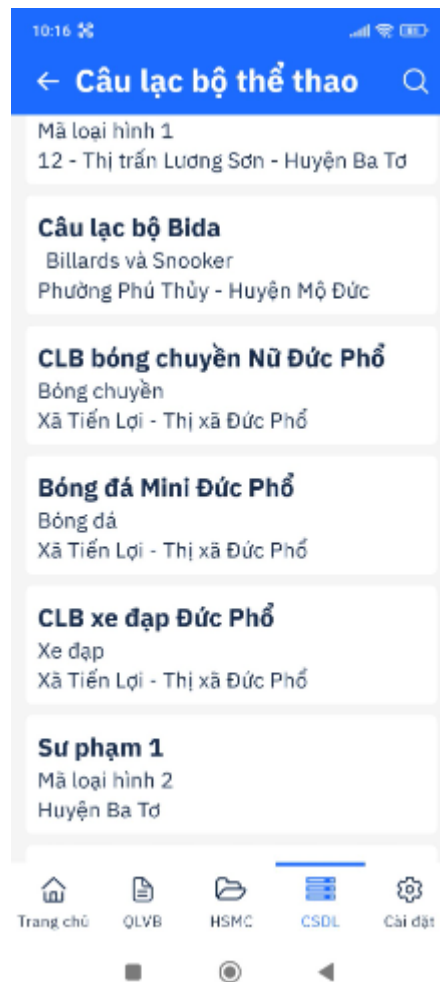 10:16
← Câu lạc bộ thể thao
Mã loại hình 1
12 - Thị trấn Lương Sơn - Huyện Ba Tơ
Câu lạc bộ Bida
Billards và Snooker
Phường Phú Thủy - Huyện Mộ Đức
CLB bóng chuyền Nữ Đức Phổ
Bóng chuyền
Xã Tiến Lợi - Thị xã Đức Phổ
Bóng đá Mini Đức Phổ
Bóng đá
Xã Tiến Lợi - Thị xã Đức Phổ
CLB xe đạp Đức Phổ
Xe đạp
Xã Tiến Lợi - Thị xã Đức Phổ
Sư phạm 1
Mã loại hình 2
Huyện Ba Tơ
Trang chủ QLVB HSMC CSDL Cài đặt